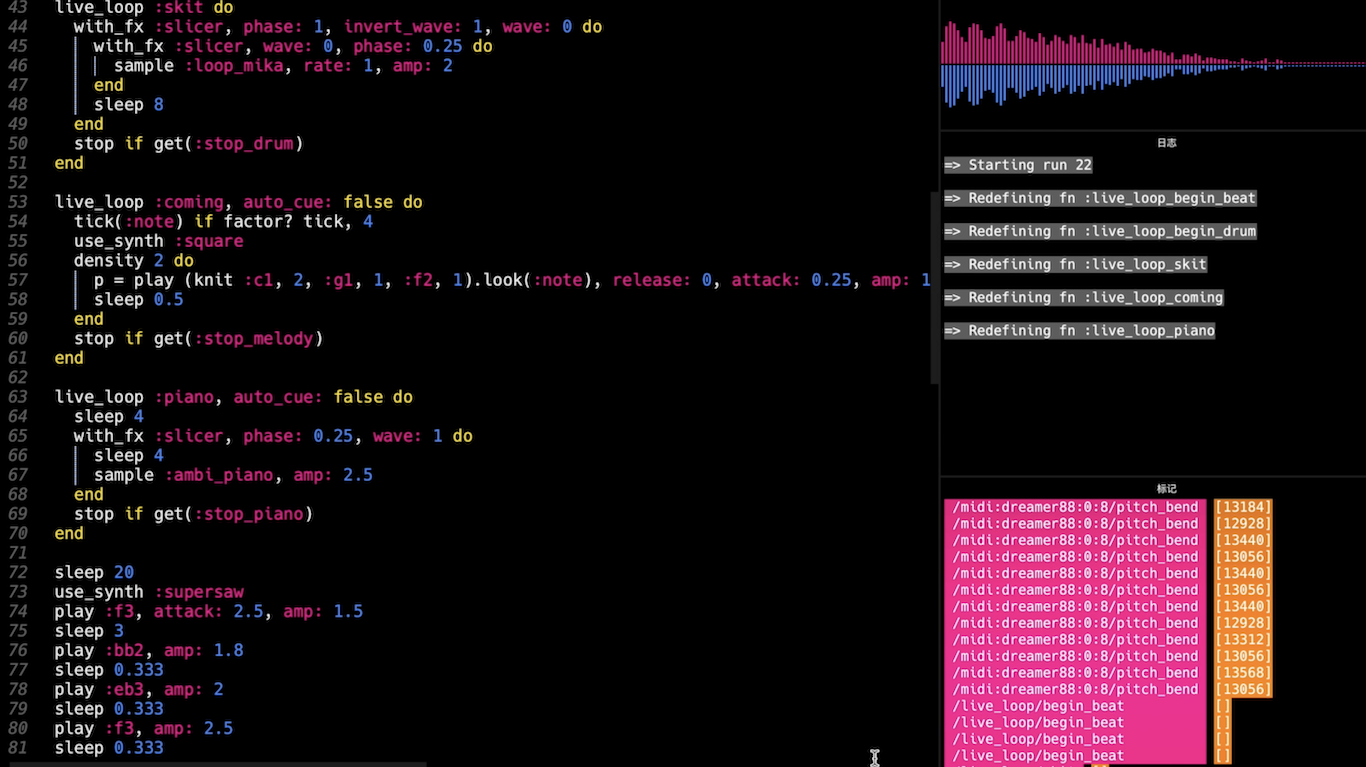 43 live_loop :skit do
44 with_fx :slicer, phase: 1, invert_wave: 1, wave: 0 do
45 with_fx :slicer, wave: 0, phase: 0.25 do
46 sample :loop_mika, rate: 1, amp: 2
47 end
48 sleep 8
49 end
50 stop if get(:stop_drum)
51 end
52
53 live_loop :coming, auto_cue: false do
54 tick(:note) if factor? tick, 4
55 use_synth :square
56 density 2 do
57 p = play (knit :c1, 2, :g1, 1, :f2, 1).look(:note), release: 0, attack: 0.25, amp: 1
58 sleep 0.5
59 end
60 stop if get(:stop_melody)
61 end
62
63 live_loop :piano, auto_cue: false do
64 sleep 4
65 with_fx :slicer, phase: 0.25, wave: 1 do
66 sleep 4
67 sample :ambi_piano, amp: 2.5
68 end
69 stop if get(:stop_piano)
70 end
71
72 sleep 20
73 use_synth :supersaw
74 play :f3, attack: 2.5, amp: 1.5
75 sleep 3
76 play :bb2, amp: 1.8
77 sleep 0.333
78 play :eb3, amp: 2
79 sleep 0.333
80 play :f3, amp: 2.5
81 sleep 0.333
日志
=> Starting run 22
=> Redefining fn :live_loop_begin_beat
=> Redefining fn :live_loop_begin_drum
=> Redefining fn :live_loop_skit
=> Redefining fn :live_loop_coming
=> Redefining fn :live_loop_piano
标记
/midi:dreamer88:0:8/pitch_bend [13184]
/midi:dreamer88:0:8/pitch_bend [12928]
/midi:dreamer88:0:8/pitch_bend [13440]
/midi:dreamer88:0:8/pitch_bend [13056]
/midi:dreamer88:0:8/pitch_bend [13440]
/midi:dreamer88:0:8/pitch_bend [13056]
/midi:dreamer88:0:8/pitch_bend [13440]
/midi:dreamer88:0:8/pitch_bend [12928]
/midi:dreamer88:0:8/pitch_bend [13312]
/midi:dreamer88:0:8/pitch_bend [13056]
/midi:dreamer88:0:8/pitch_bend [13568]
/midi:dreamer88:0:8/pitch_bend [13056]
/live_loop/begin_beat []
/live_loop/begin_beat []
/live_loop/begin_beat []
/live_loop/begin_beat []